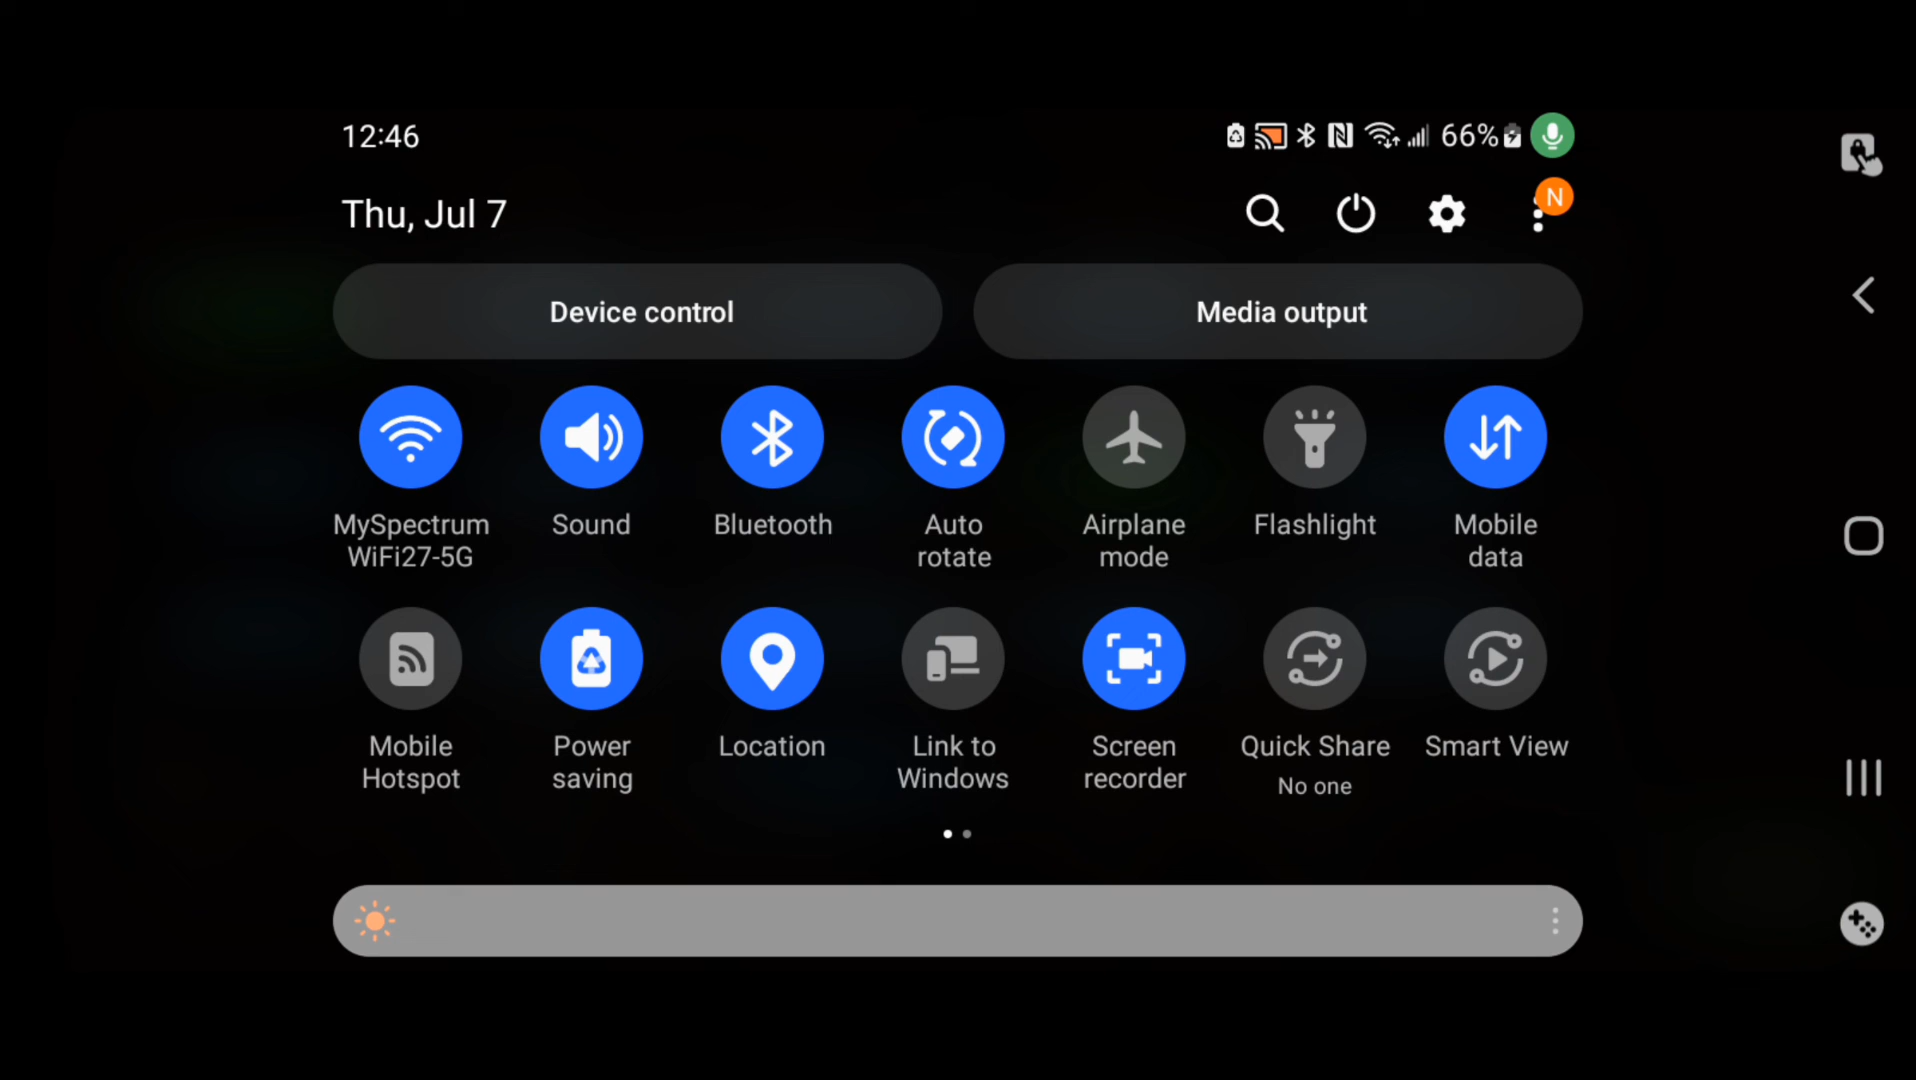 12:46
66%
Thu, Jul 7
N
Device control
Media output
MySpectrum
WiFi27-5G
Sound
Bluetooth
Auto
rotate
Airplane
mode
Flashlight
Mobile
data
Mobile
Hotspot
Power
saving
Location
Link to
Windows
Screen
recorder
Quick Share
No one
Smart View